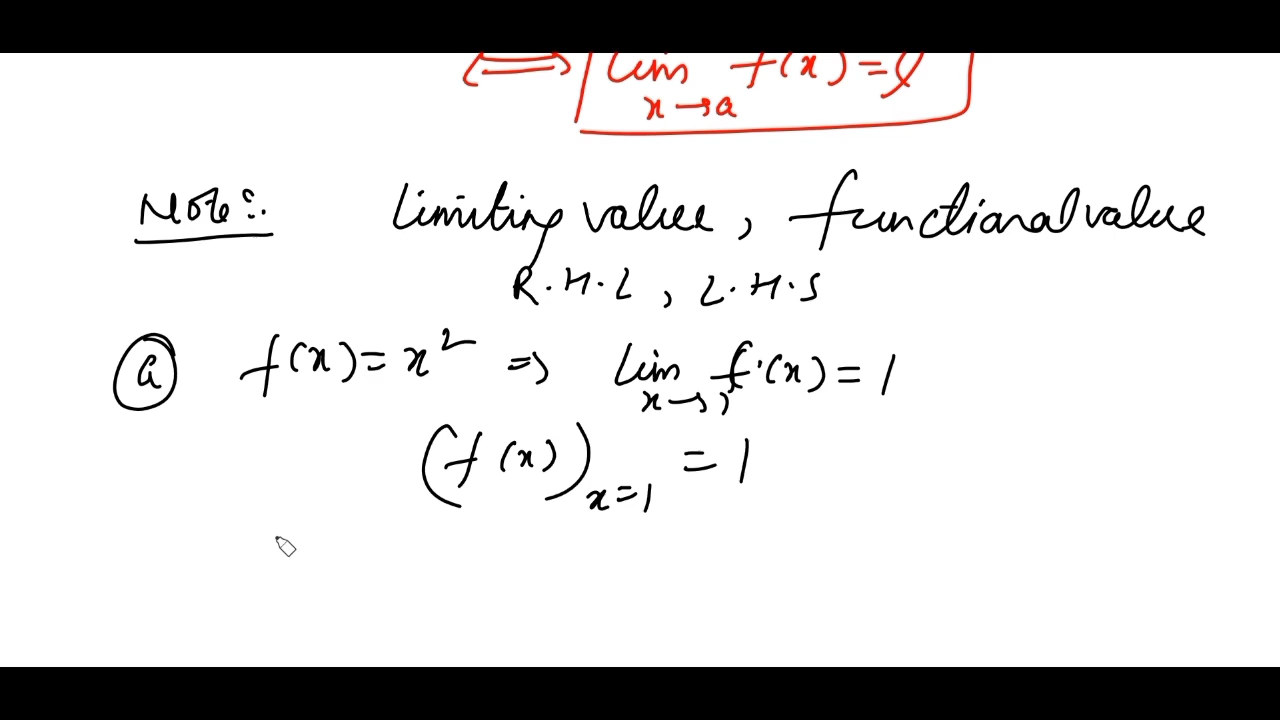 ⟺ lim f(x) = l
x→a
Note:. Limiting value, functional value
R.H.L, L.H.S
(a) f(x) = x² ⇒ lim f(x) = 1
x→1
(f(x))ₓ₌₁ = 1